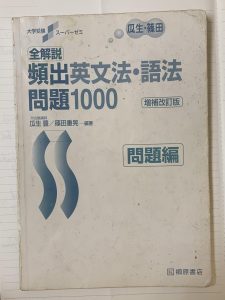 大学受験 スーパーゼミ
瓜生・篠田
全解説
頻出英文法・語法
問題1000
増補改訂版
瓜生 豊/篠田重晃 編著
問題編
桐原書店